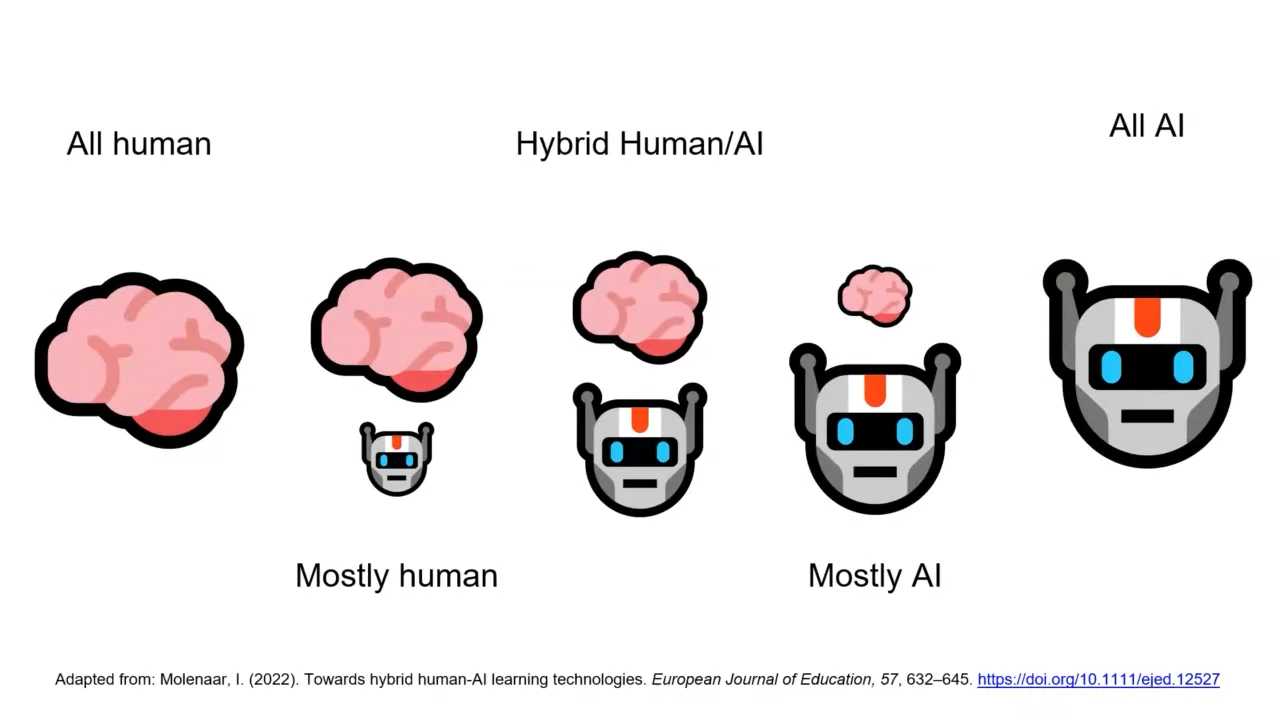 All human
Hybrid Human/AI
All AI
Mostly human
Mostly AI
Adapted from: Molenaar, I. (2022). Towards hybrid human-AI learning technologies. European Journal of Education, 57, 632–645. https://doi.org/10.1111/ejed.12527